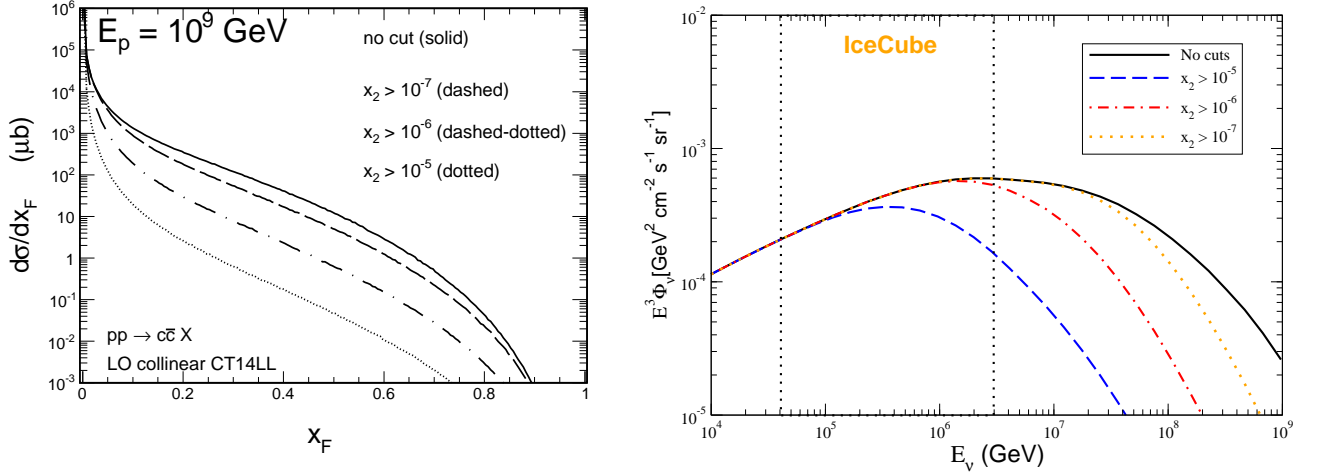 E_p = 10^9 GeV
no cut (solid)
x_2 > 10^-7 (dashed)
x_2 > 10^-6 (dashed-dotted)
x_2 > 10^-5 (dotted)
pp → cc̄ X
LO collinear CT14LL
dσ/dx_F (μb)
10^6
10^5
10^4
10^3
10^2
10
1
10^-1
10^-2
10^-3
0 0.2 0.4 0.6 0.8 1
x_F
IceCube
No cuts
x_2 > 10^-5
x_2 > 10^-6
x_2 > 10^-7
E^3Φ_ν[GeV^2 cm^-2 s^-1 sr^-1]
10^-2
10^-3
10^-4
10^-5
10^4 10^5 10^6 10^7 10^8 10^9
E_ν (GeV)